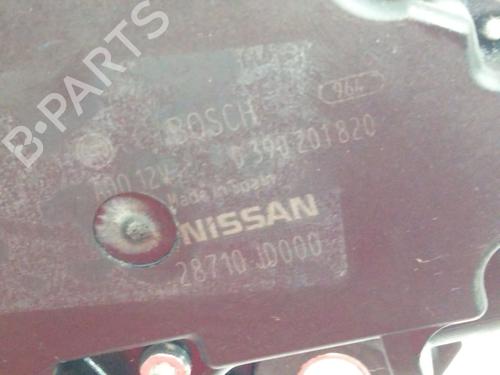 B-Parts
964
BOSCH
0 390 201 820
12V
Made in Spain
NISSAN
28710 JD000